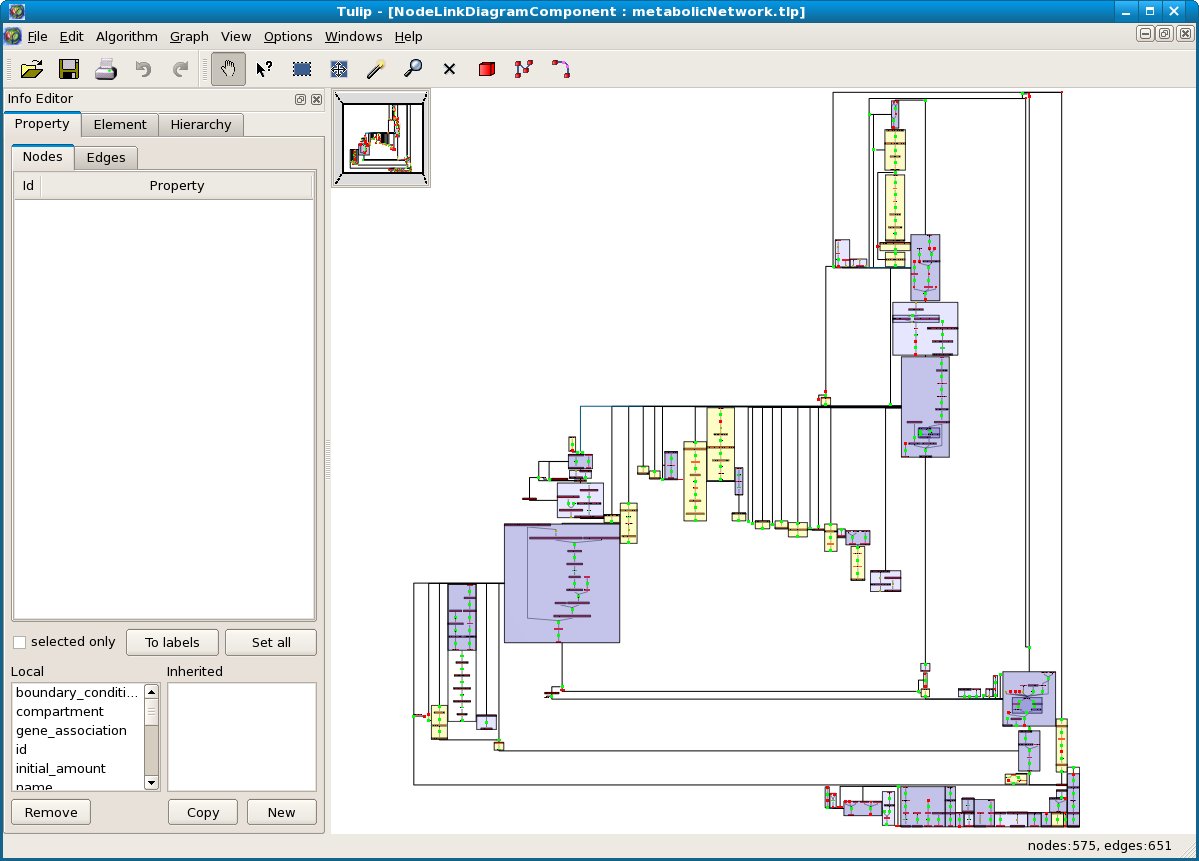 Tulip - [NodeLinkDiagramComponent : metabolicNetwork.tlp]
File Edit Algorithm Graph View Options Windows Help
Info Editor
Property Element Hierarchy
Nodes Edges
Id Property
selected only To labels Set all
Local Inherited
boundary_conditi...
compartment
gene_association
id
initial_amount
name
Remove Copy New
nodes:575, edges:651